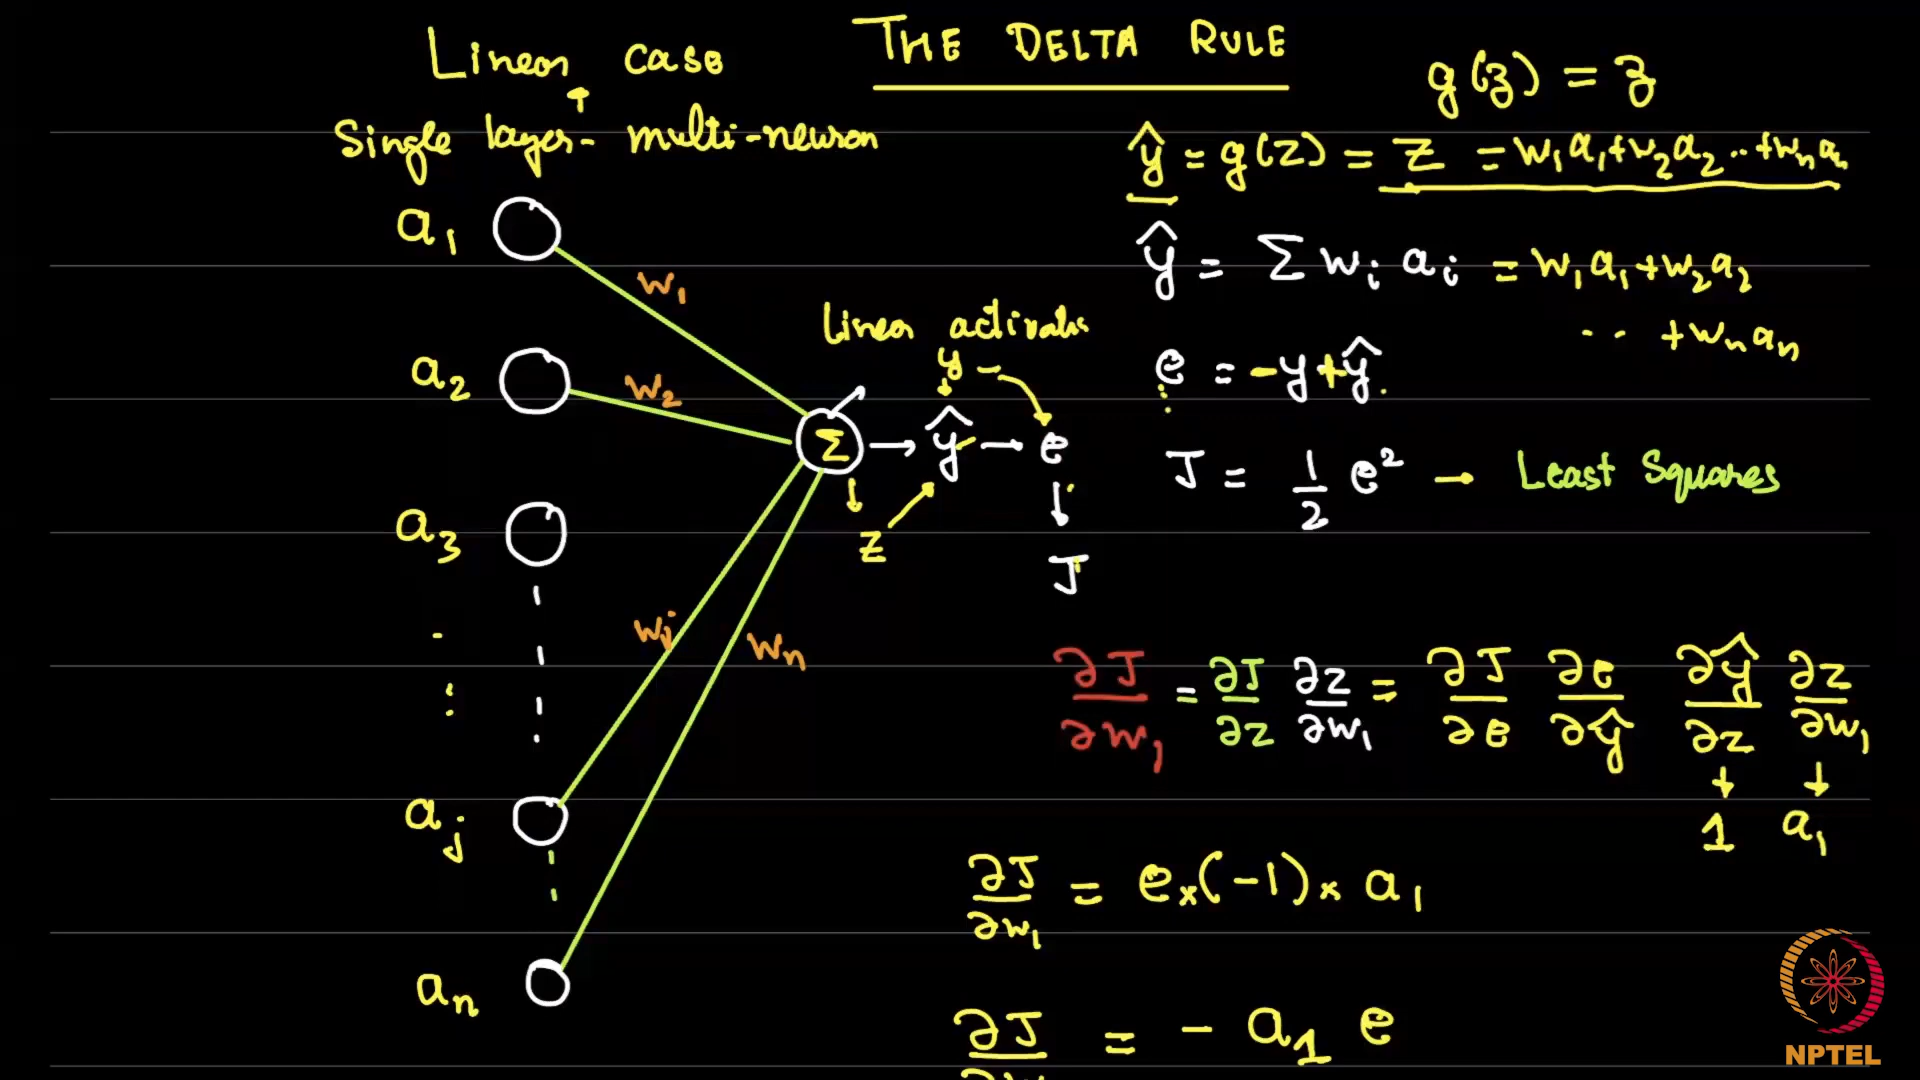 THE DELTA RULE
Linear case
Single layer - multi-neuron
g(z) = z
ŷ = g(z) = z = w₁a₁+w₂a₂..+wₙaₙ
ŷ = Σ wᵢ aᵢ = w₁a₁+w₂a₂
.. +wₙaₙ
e = -y+ŷ
J = 1/2 e² → Least Squares
a₁
w₁
a₂
w₂
Linear
y
Σ → ŷ → e
z
J
a₃
wⱼ
wₙ
aⱼ
aₙ
∂J/∂w₁ = ∂J/∂z ∂z/∂w₁ = ∂J/∂e ∂e/∂ŷ ∂ŷ/∂z ∂z/∂w₁
1 a₁
∂J/∂w₁ = e×(-1)× a₁
∂J = - a₁ e
NPTEL